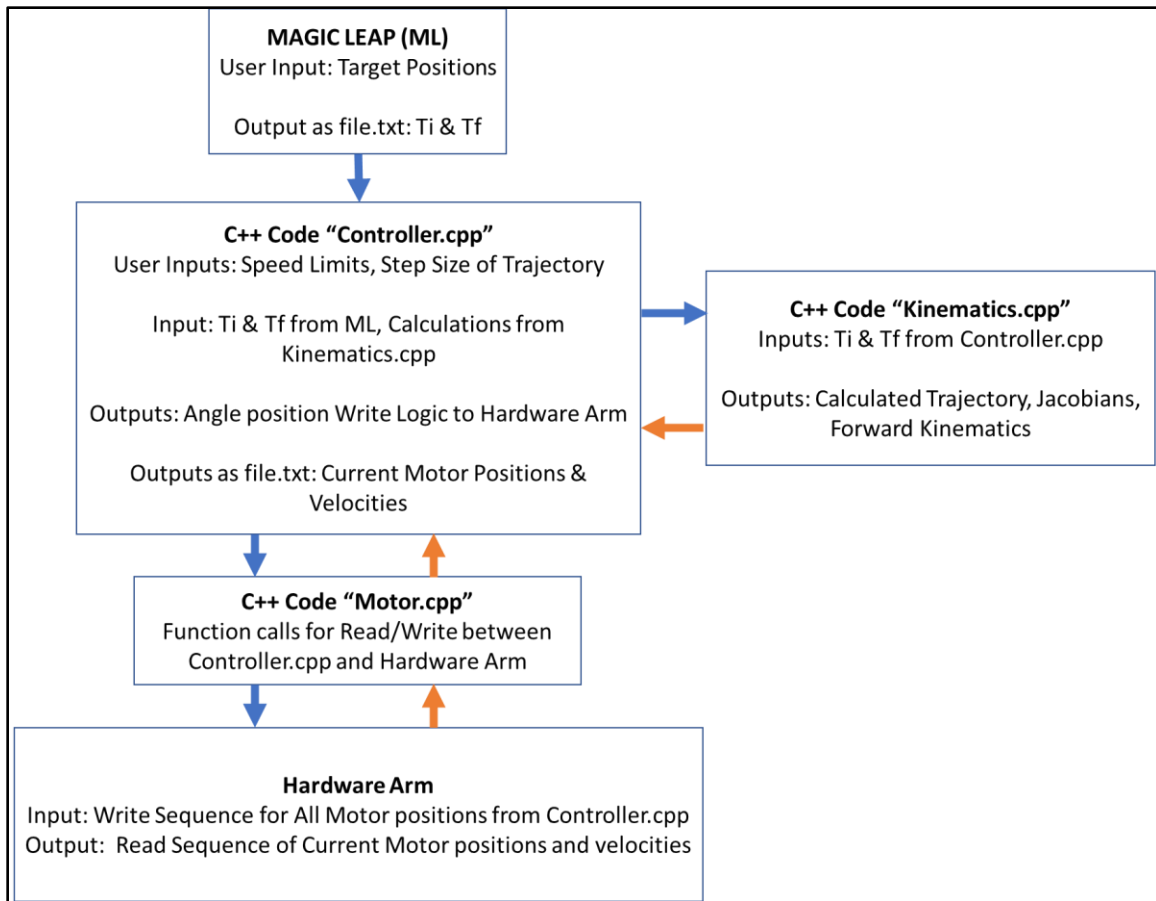 MAGIC LEAP (ML)
User Input: Target Positions
Output as file.txt: Ti & Tf
C++ Code “Controller.cpp”
User Inputs: Speed Limits, Step Size of Trajectory
Input: Ti & Tf from ML, Calculations from
Kinematics.cpp
Outputs: Angle position Write Logic to Hardware Arm
Outputs as file.txt: Current Motor Positions &
Velocities
C++ Code “Kinematics.cpp”
Inputs: Ti & Tf from Controller.cpp
Outputs: Calculated Trajectory, Jacobians,
Forward Kinematics
C++ Code “Motor.cpp”
Function calls for Read/Write between
Controller.cpp and Hardware Arm
Hardware Arm
Input: Write Sequence for All Motor positions from Controller.cpp
Output:  Read Sequence of Current Motor positions and velocities